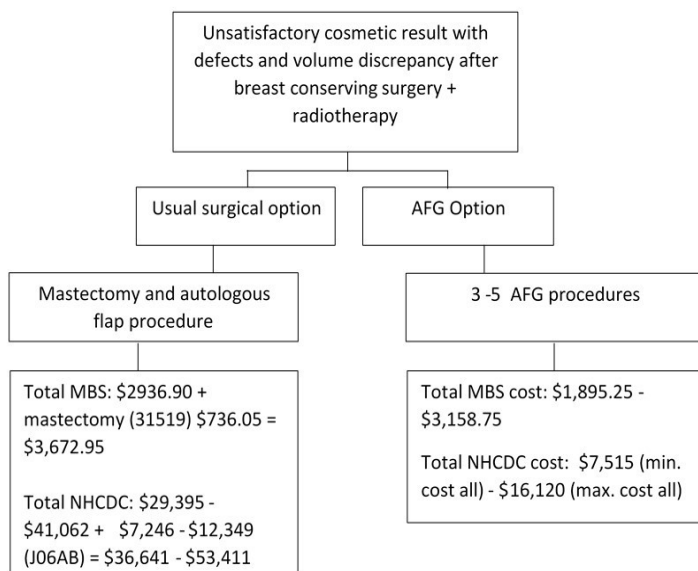 Unsatisfactory cosmetic result with
defects and volume discrepancy after
breast conserving surgery +
radiotherapy
Usual surgical option
AFG Option
Mastectomy and autologous
flap procedure
3 -5 AFG procedures
Total MBS: $2936.90 +
mastectomy (31519) $736.05 =
$3,672.95
Total NHCDC: $29,395 -
$41,062 + $7,246 - $12,349
(J06AB) = $36,641 - $53,411
Total MBS cost: $1,895.25 -
$3,158.75
Total NHCDC cost: $7,515 (min.
cost all) - $16,120 (max. cost all)